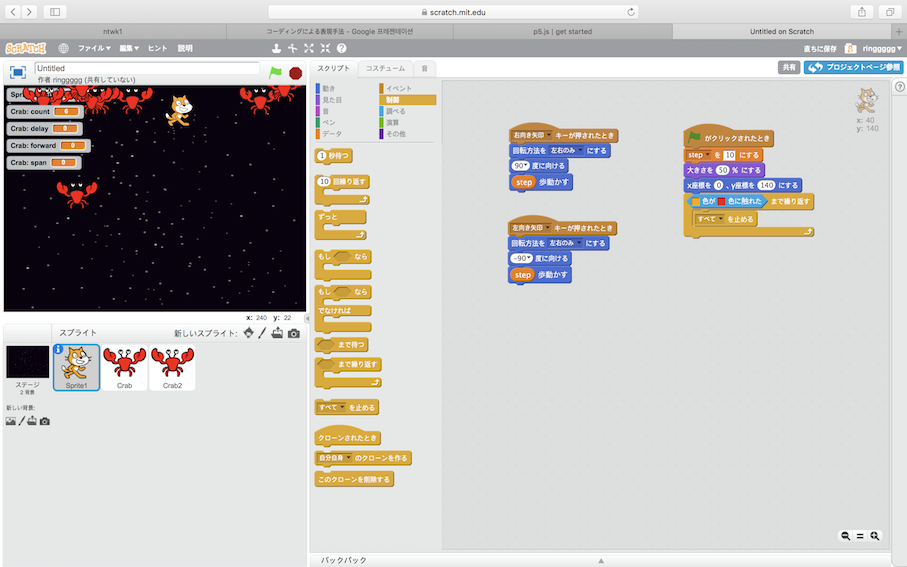 scratch.mit.edu
ntwk1
コーディングによる表現手法 - Google 프레젠테이션
p5.js | get started
Untitled on Scratch
SCRATCH
ファイル
編集
ヒント
説明
直ちに保存
ringgggg
Untitled
作者 ringgggg (共有していない)
スクリプト
コスチューム
音
共有
プロジェクトページ参照
Crab: count 0
Crab: delay 0
Crab: forward 0
Crab: span 0
x: 240 y: 22
動き
イベント
見た目
制御
音
調べる
ペン
演算
データ
その他
1 秒待つ
10 回繰り返す
ずっと
もし なら
もし なら
でなければ
まで待つ
まで繰り返す
すべて を止める
クローンされたとき
自分自身 のクローンを作る
このクローンを削除する
右向き矢印 キーが押されたとき
回転方法を 左右のみ にする
90 度に向ける
step 歩動かす
左向き矢印 キーが押されたとき
回転方法を 左右のみ にする
-90 度に向ける
step 歩動かす
がクリックされたとき
step を 10 にする
大きさを 50 % にする
x座標を 0 、y座標を 140 にする
色が 色に触れた まで繰り返す
すべて を止める
x: 40
y: 140
スプライト
新しいスプライト:
ステージ
2 背景
新しい背景:
Sprite1
Crab
Crab2
バックパック